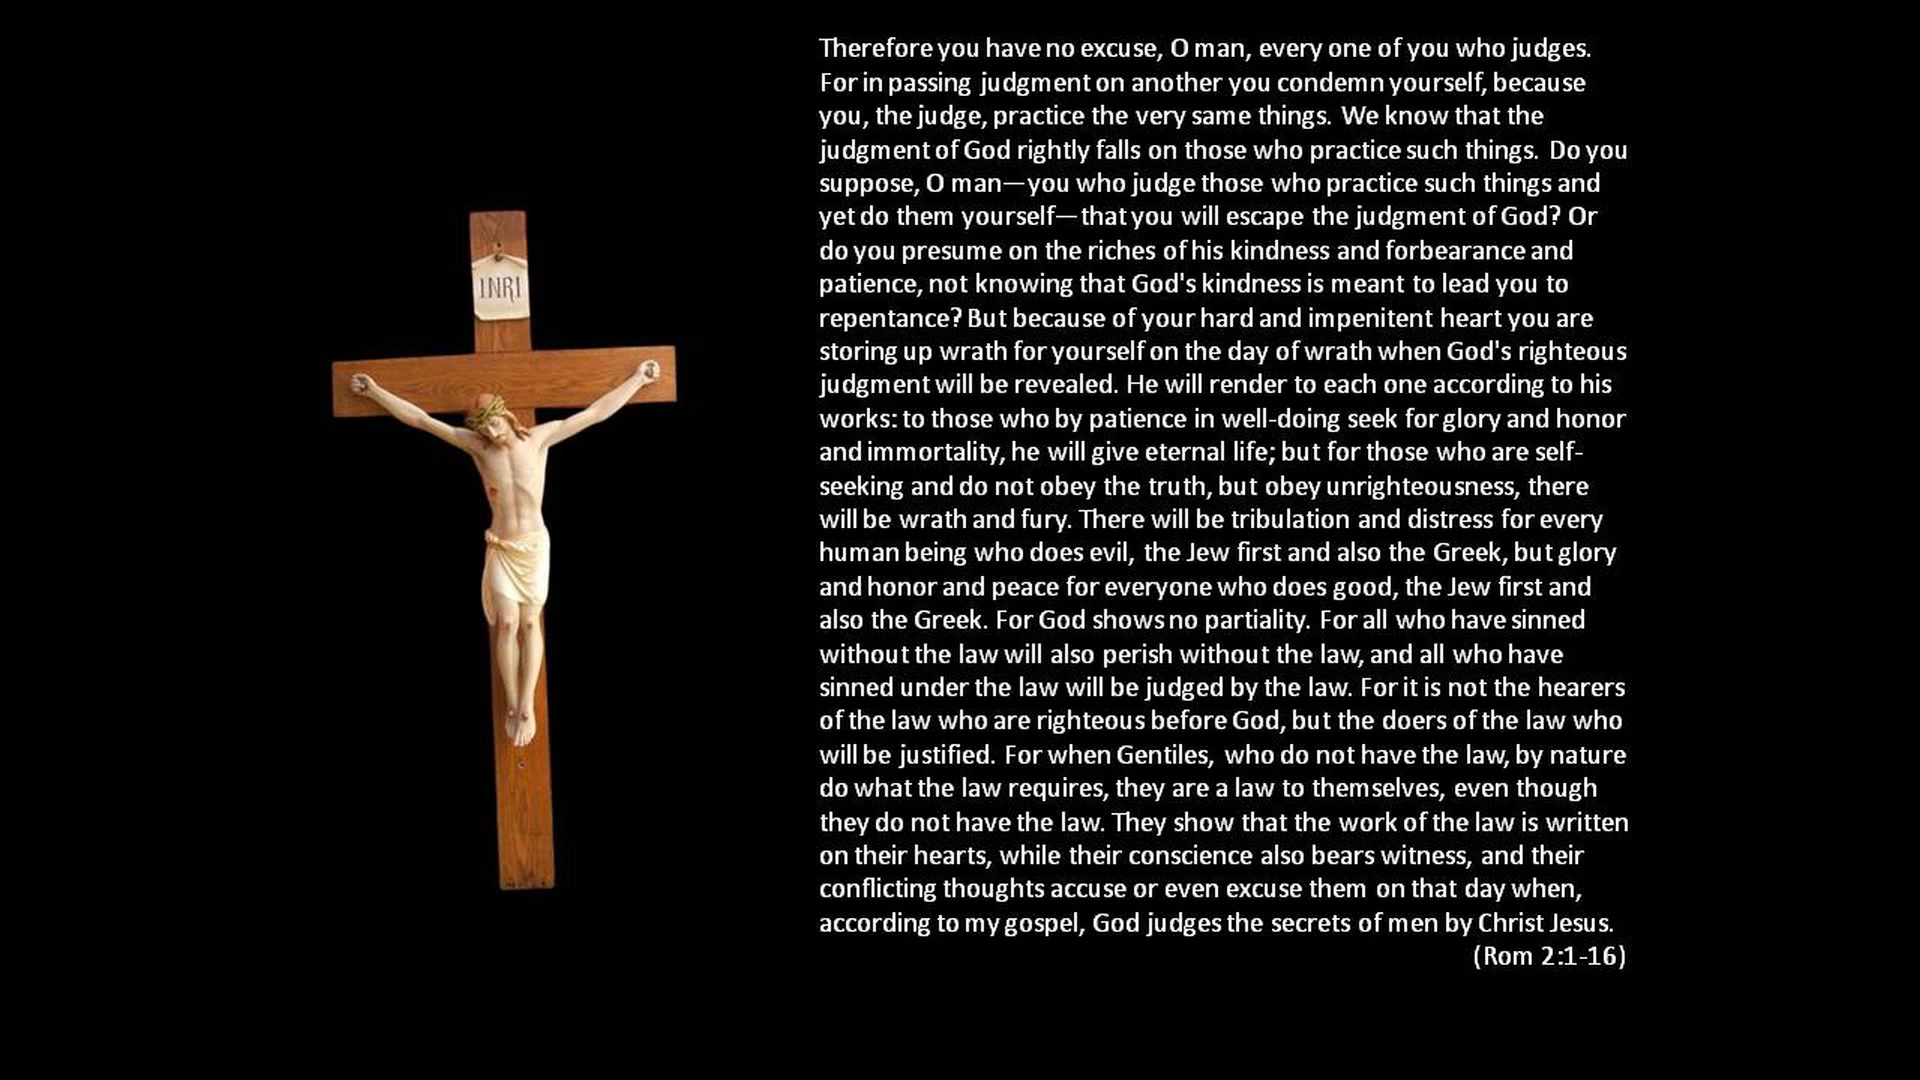 INRI
Therefore you have no excuse, O man, every one of you who judges.
For in passing judgment on another you condemn yourself, because
you, the judge, practice the very same things. We know that the
judgment of God rightly falls on those who practice such things. Do you
suppose, O man—you who judge those who practice such things and
yet do them yourself—that you will escape the judgment of God? Or
do you presume on the riches of his kindness and forbearance and
patience, not knowing that God's kindness is meant to lead you to
repentance? But because of your hard and impenitent heart you are
storing up wrath for yourself on the day of wrath when God's righteous
judgment will be revealed. He will render to each one according to his
works: to those who by patience in well-doing seek for glory and honor
and immortality, he will give eternal life; but for those who are self-
seeking and do not obey the truth, but obey unrighteousness, there
will be wrath and fury. There will be tribulation and distress for every
human being who does evil, the Jew first and also the Greek, but glory
and honor and peace for everyone who does good, the Jew first and
also the Greek. For God shows no partiality. For all who have sinned
without the law will also perish without the law, and all who have
sinned under the law will be judged by the law. For it is not the hearers
of the law who are righteous before God, but the doers of the law who
will be justified. For when Gentiles, who do not have the law, by nature
do what the law requires, they are a law to themselves, even though
they do not have the law. They show that the work of the law is written
on their hearts, while their conscience also bears witness, and their
conflicting thoughts accuse or even excuse them on that day when,
according to my gospel, God judges the secrets of men by Christ Jesus.
(Rom 2:1-16)